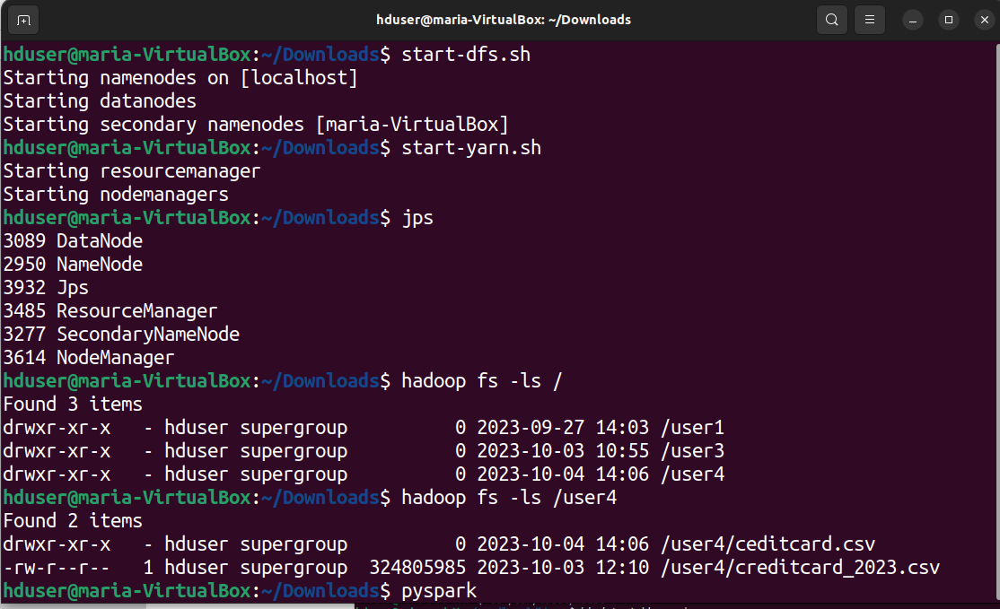 hduser@maria-VirtualBox: ~/Downloads
hduser@maria-VirtualBox:~/Downloads$ start-dfs.sh
Starting namenodes on [localhost]
Starting datanodes
Starting secondary namenodes [maria-VirtualBox]
hduser@maria-VirtualBox:~/Downloads$ start-yarn.sh
Starting resourcemanager
Starting nodemanagers
hduser@maria-VirtualBox:~/Downloads$ jps
3089 DataNode
2950 NameNode
3932 Jps
3485 ResourceManager
3277 SecondaryNameNode
3614 NodeManager
hduser@maria-VirtualBox:~/Downloads$ hadoop fs -ls /
Found 3 items
drwxr-xr-x   - hduser supergroup          0 2023-09-27 14:03 /user1
drwxr-xr-x   - hduser supergroup          0 2023-10-03 10:55 /user3
drwxr-xr-x   - hduser supergroup          0 2023-10-04 14:06 /user4
hduser@maria-VirtualBox:~/Downloads$ hadoop fs -ls /user4
Found 2 items
drwxr-xr-x   - hduser supergroup          0 2023-10-04 14:06 /user4/ceditcard.csv
-rw-r--r--   1 hduser supergroup  324805985 2023-10-03 12:10 /user4/creditcard_2023.csv
hduser@maria-VirtualBox:~/Downloads$ pyspark